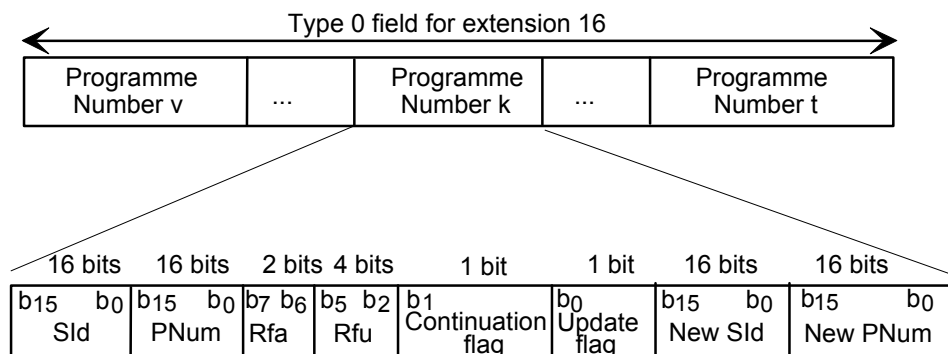 Type 0 field for extension 16
Programme Number v
...
Programme Number k
...
Programme Number t
16 bits 16 bits 2 bits 4 bits 1 bit 1 bit 16 bits 16 bits
b15 b0 b15 b0 b7 b6 b5 b2 b1 b0 b15 b0 b15 b0
SId PNum Rfa Rfu Continuation flag Update flag New SId New PNum